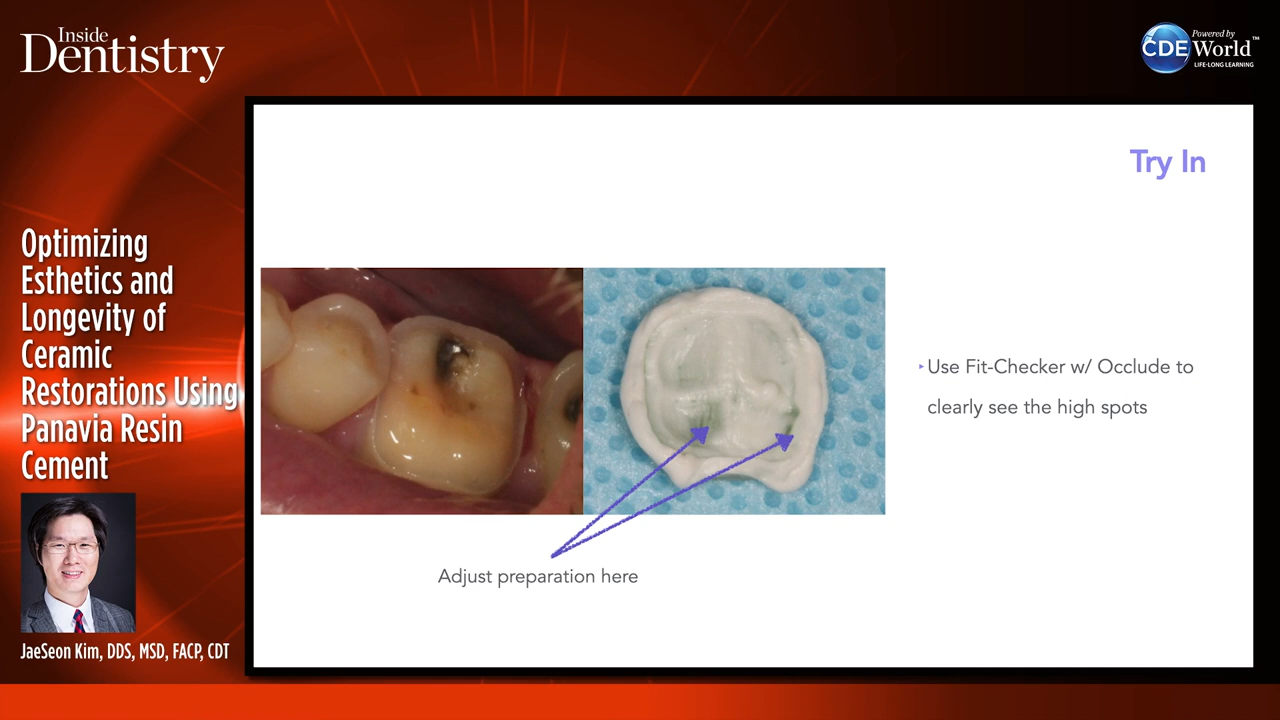 Inside
Dentistry
Powered by
CDEWorld™
LIFE-LONG LEARNING
Try In
Optimizing
Esthetics and
Longevity of
Ceramic
Restorations Using
Panavia Resin
Cement
‣Use Fit-Checker w/ Occlude to
clearly see the high spots
Adjust preparation here
JaeSeon Kim, DDS, MSD, FACP, CDT